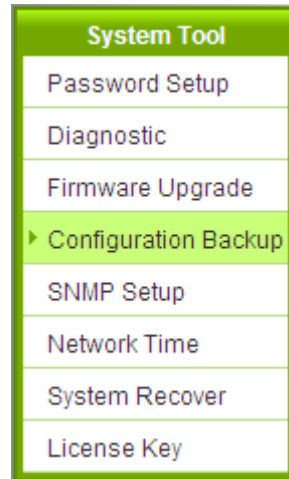 System Tool
Password Setup
Diagnostic
Firmware Upgrade
Configuration Backup
SNMP Setup
Network Time
System Recover
License Key